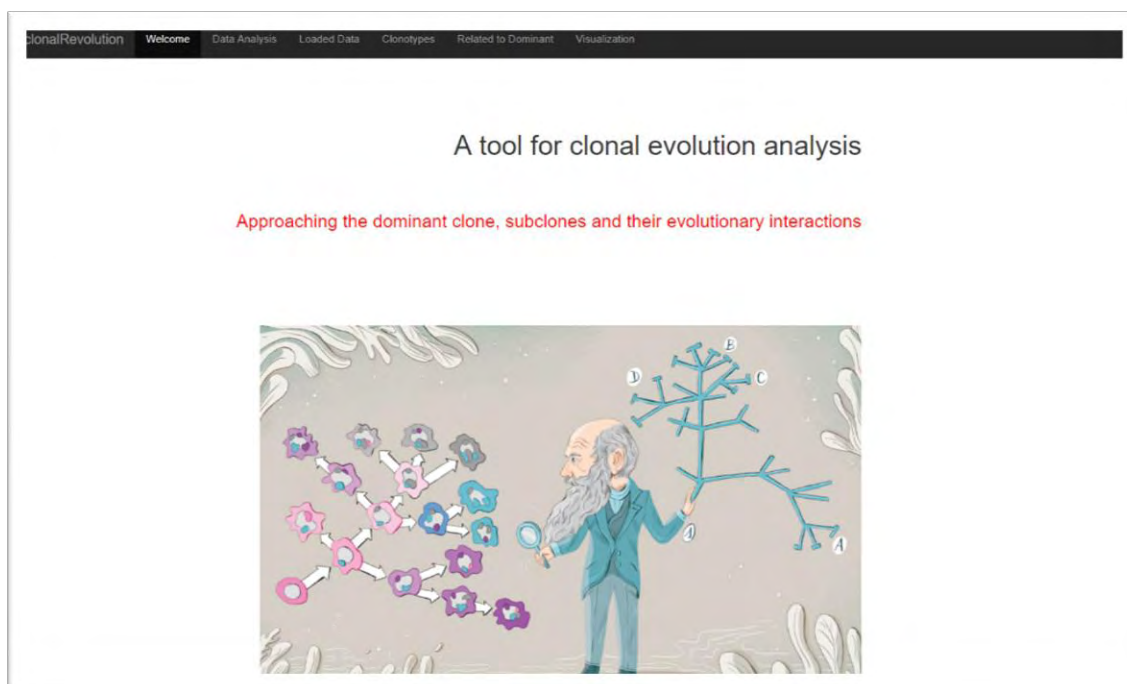 clonalRevolution Welcome Data Analysis Loaded Data Clonotypes Related to Dominant Visualization
A tool for clonal evolution analysis
Approaching the dominant clone, subclones and their evolutionary interactions
B
D C
1
A